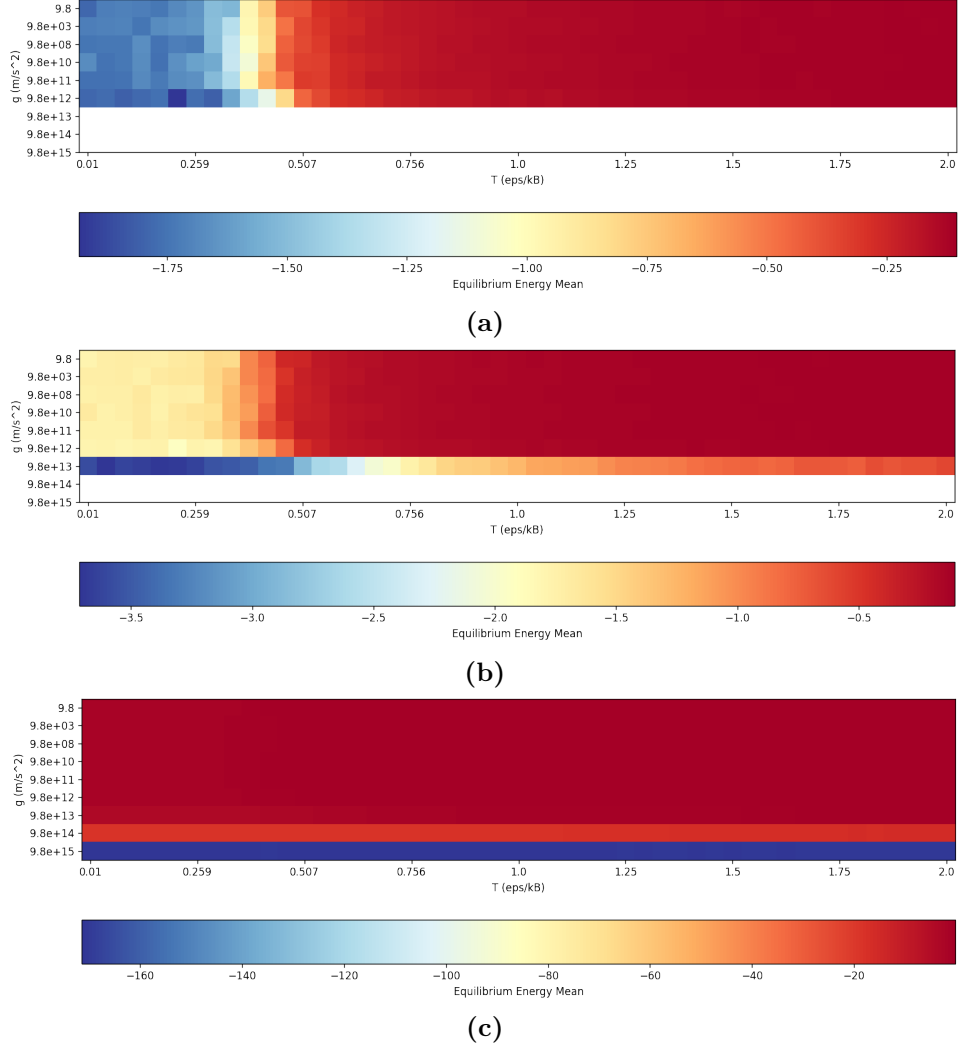 9.8
9.8e+03
9.8e+08
9.8e+10
9.8e+11
9.8e+12
9.8e+13
9.8e+14
9.8e+15
g (m/s^2)
0.01 0.259 0.507 0.756 1.0 1.25 1.5 1.75 2.0
T (eps/kB)
−1.75 −1.50 −1.25 −1.00 −0.75 −0.50 −0.25
Equilibrium Energy Mean
(a)
9.8
9.8e+03
9.8e+08
9.8e+10
9.8e+11
9.8e+12
9.8e+13
9.8e+14
9.8e+15
g (m/s^2)
0.01 0.259 0.507 0.756 1.0 1.25 1.5 1.75 2.0
T (eps/kB)
−3.5 −3.0 −2.5 −2.0 −1.5 −1.0 −0.5
Equilibrium Energy Mean
(b)
9.8
9.8e+03
9.8e+08
9.8e+10
9.8e+11
9.8e+12
9.8e+13
9.8e+14
9.8e+15
g (m/s^2)
0.01 0.259 0.507 0.756 1.0 1.25 1.5 1.75 2.0
T (eps/kB)
−160 −140 −120 −100 −80 −60 −40 −20
Equilibrium Energy Mean
(c)